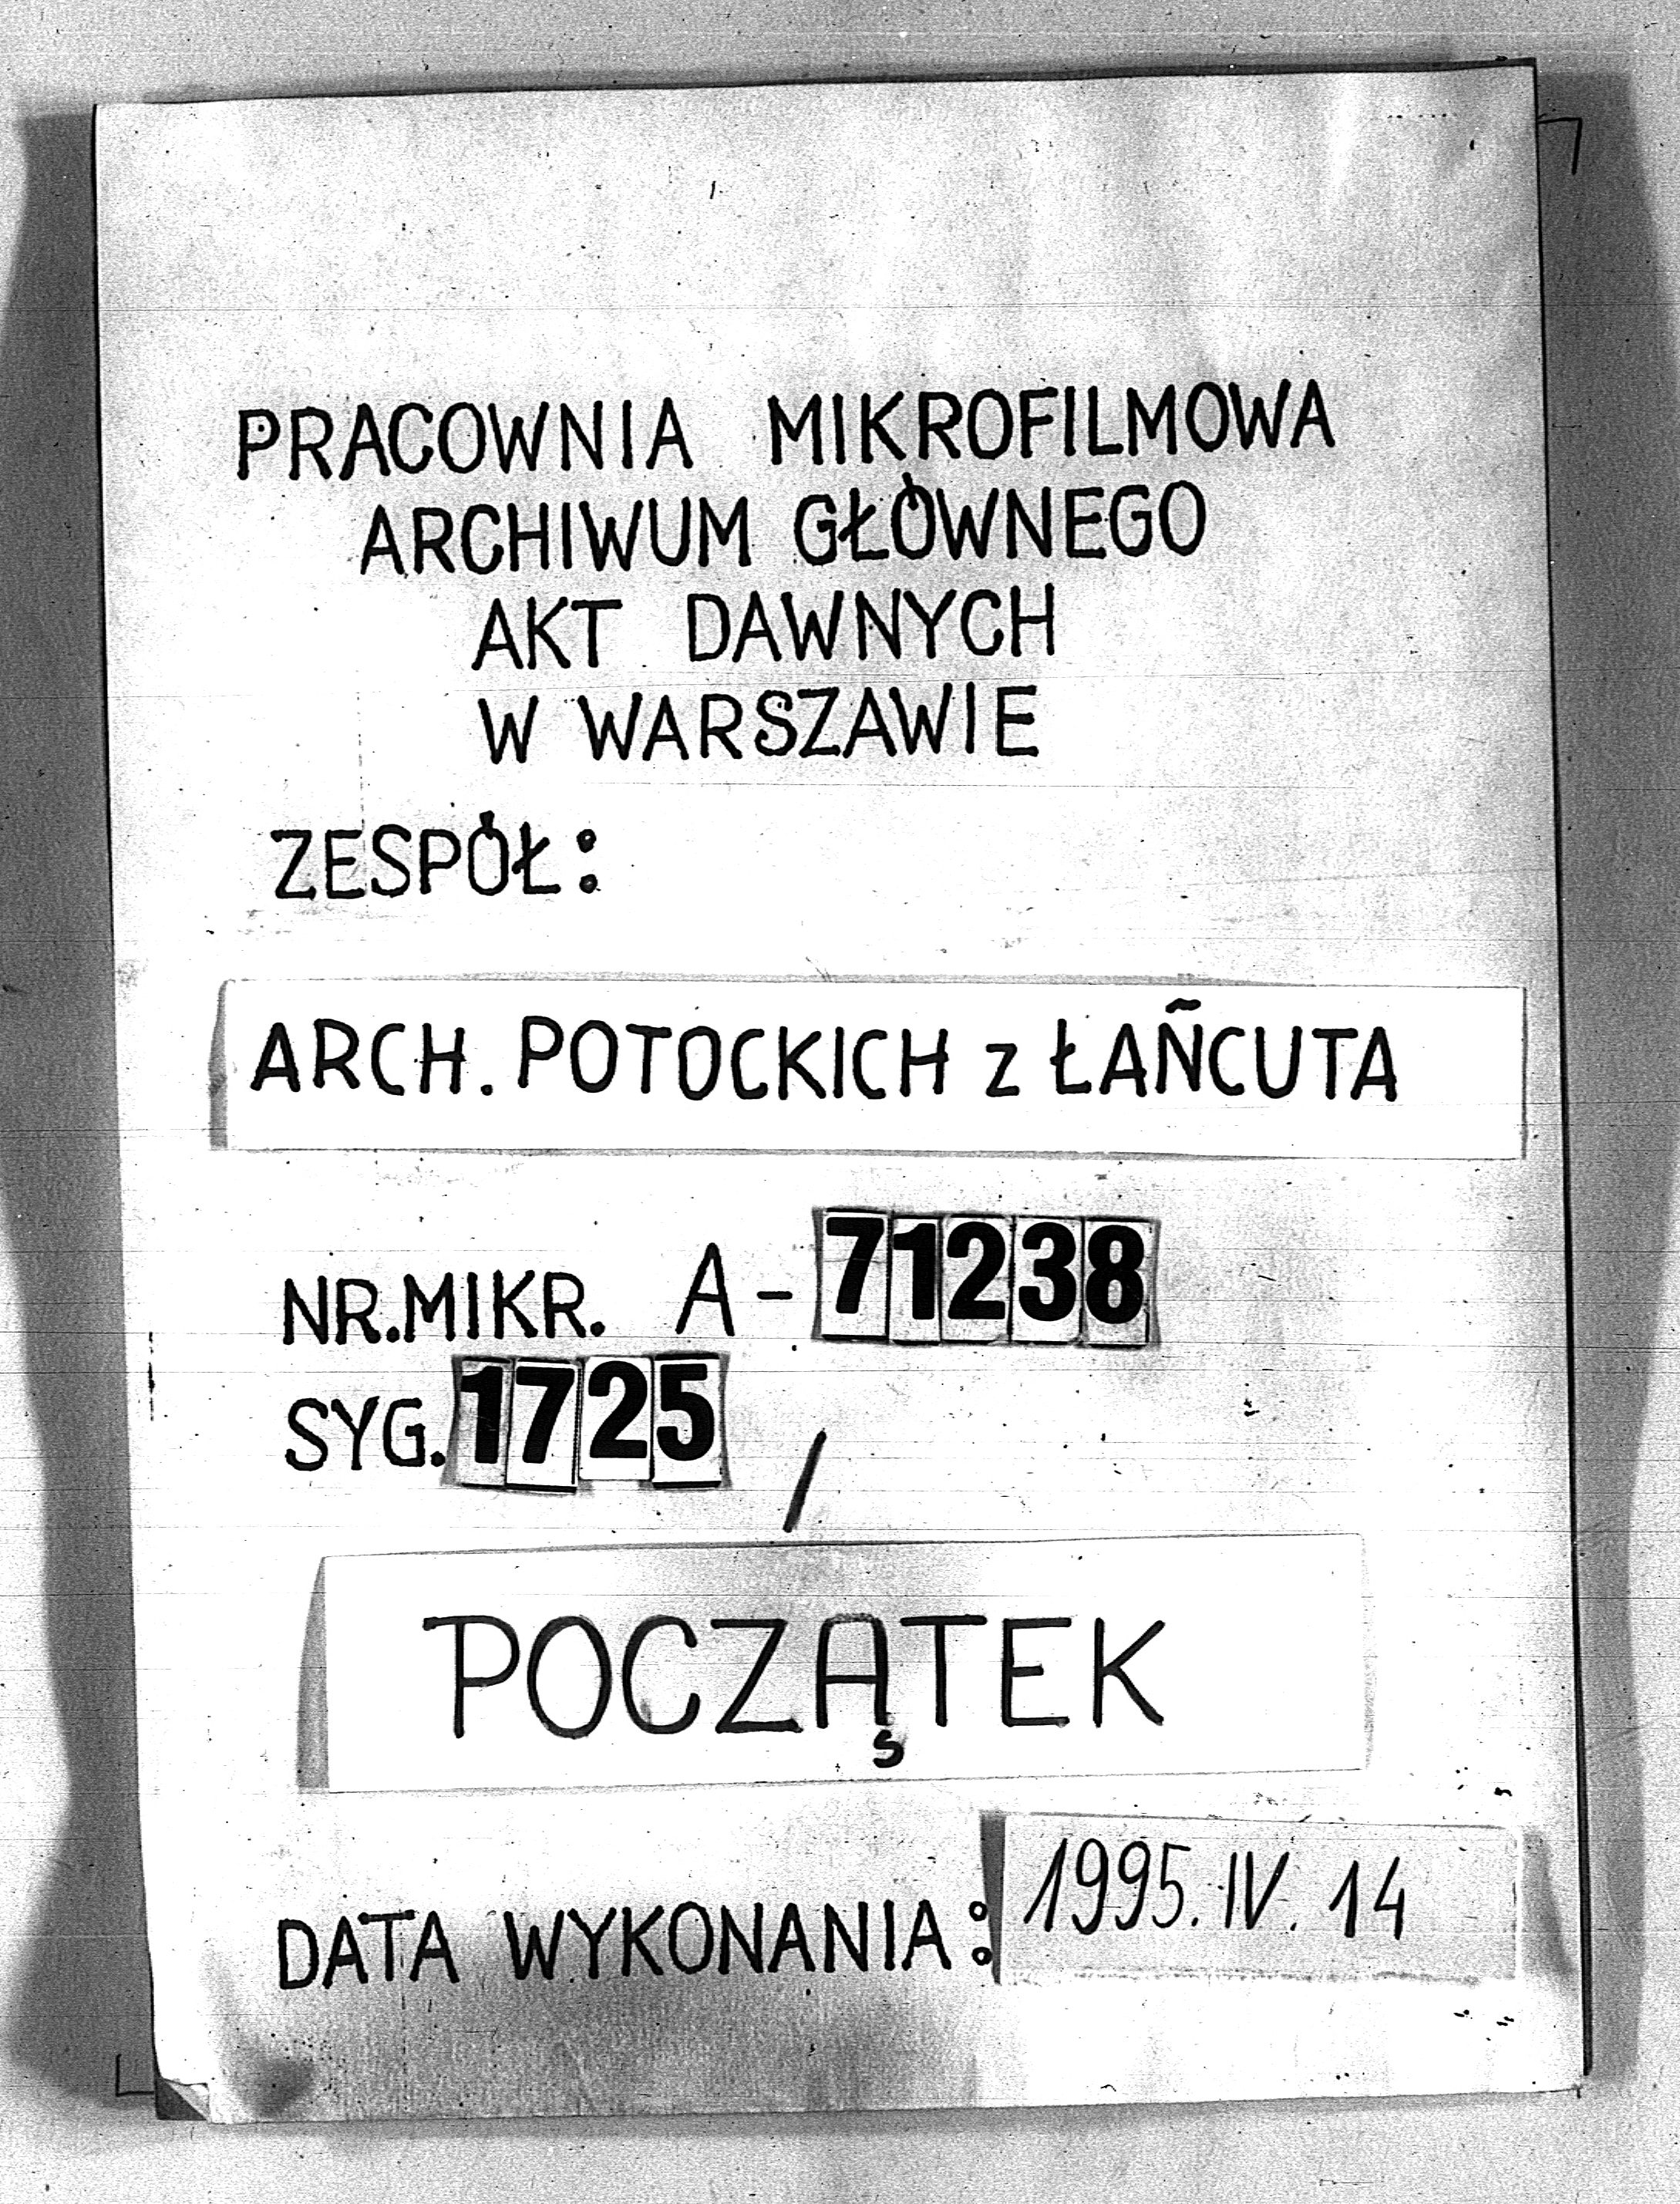 PRACOWNIA MIKROFILMOWA
ARCHIWUM GŁÓWNEGO
AKT DAWNYCH
W WARSZAWIE
ZESPÓŁ:
ARCH. POTOCKICH z ŁAŃCUTA
NR.MIKR. A-71238
SYG. 1725 /
POCZĄTEK
DATA WYKONANIA: 1995.IV.14